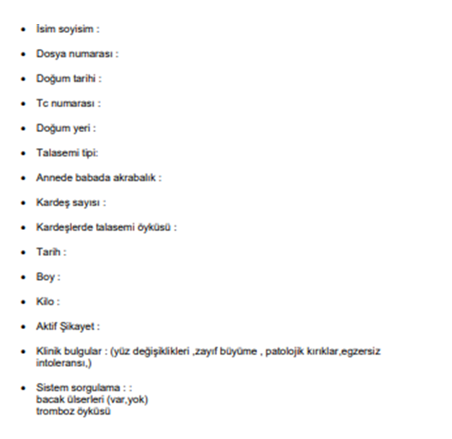 • İsim soyisim :
• Dosya numarası :
• Doğum tarihi :
• Tc numarası :
• Doğum yeri :
• Talasemi tipi:
• Annede babada akrabalık :
• Kardeş sayısı :
• Kardeşlerde talasemi öyküsü :
• Tarih :
• Boy :
• Kilo :
• Aktif Şikayet :
• Klinik bulgular : (yüz değişiklikleri ,zayıf büyüme , patolojik kırıklar,egzersiz
intoleransı,)
• Sistem sorgulama : :
bacak ülserleri (var,yok)
tromboz öyküsü